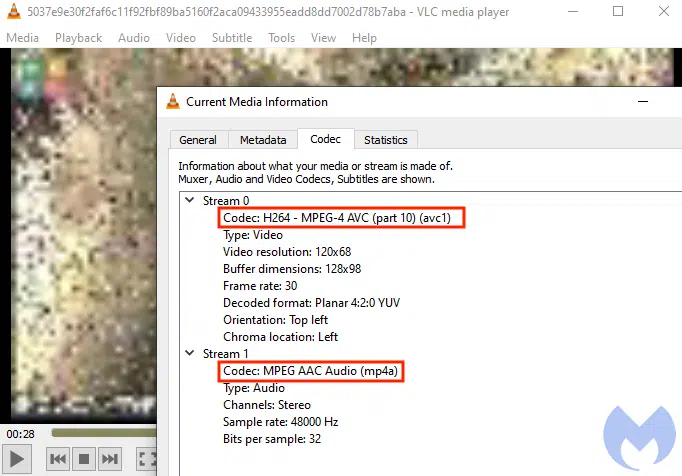 5037e9e30f2faf6c11f92fbf89ba5160f2aca09433955eadd8dd7002d78b7aba - VLC media player
Media Playback Audio Video Subtitle Tools View Help
Current Media Information
General Metadata Codec Statistics
Information about what your media or stream is made of.
Muxer, Audio and Video Codecs, Subtitles are shown.
Stream 0
Codec: H264 - MPEG-4 AVC (part 10) (avc1)
Type: Video
Video resolution: 120x68
Buffer dimensions: 128x98
Frame rate: 30
Decoded format: Planar 4:2:0 YUV
Orientation: Top left
Chroma location: Left
Stream 1
Codec: MPEG AAC Audio (mp4a)
Type: Audio
Channels: Stereo
Sample rate: 48000 Hz
Bits per sample: 32
00:28